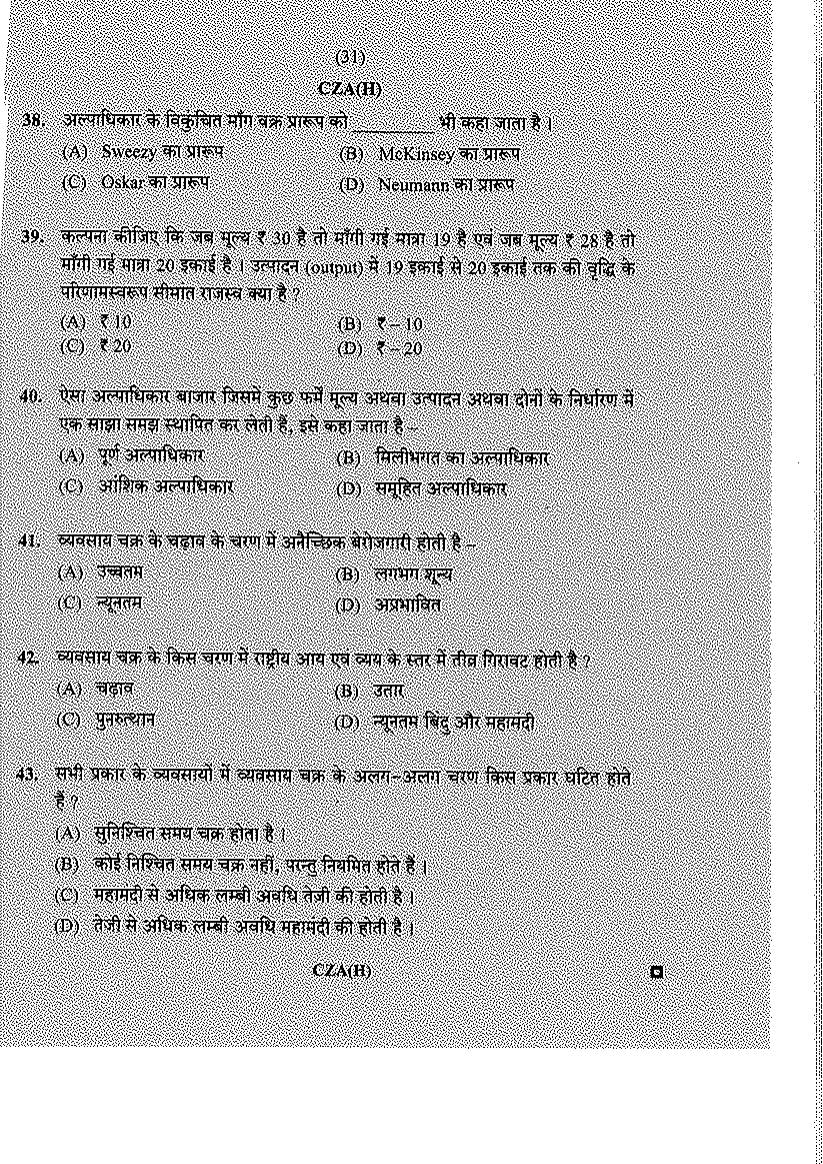 (31)
CZA(H)
38. अल्पाधिकार के विकुंचित माँग वक्र प्रारूप को ________ भी कहा जाता है ।
(A) Sweezy का प्रारूप (B) McKinsey का प्रारूप
(C) Oskar का प्रारूप (D) Neumann का प्रारूप
39. कल्पना कीजिए कि जब मूल्य ₹ 30 है तो माँगी गई मात्रा 19 है एवं जब मूल्य ₹ 28 है तो
माँगी गई मात्रा 20 इकाई है । उत्पादन (output) में 19 इकाई से 20 इकाई तक की वृद्धि के
परिणामस्वरूप सीमांत राजस्व क्या है ?
(A) ₹ 10 (B) ₹ – 10
(C) ₹ 20 (D) ₹ – 20
40. ऐसा अल्पाधिकार बाजार जिसमें कुछ फर्में मूल्य अथवा उत्पादन अथवा दोनों के निर्धारण में
एक साझा समझ स्थापित कर लेती हैं, इसे कहा जाता है –
(A) पूर्ण अल्पाधिकार (B) मिलीभगत का अल्पाधिकार
(C) आंशिक अल्पाधिकार (D) समूहित अल्पाधिकार
41. व्यवसाय चक्र के चढ़ाव के चरण में अनैच्छिक बेरोजगारी होती है –
(A) उच्चतम (B) लगभग शून्य
(C) न्यूनतम (D) अप्रभावित
42. व्यवसाय चक्र के किस चरण में राष्ट्रीय आय एवं व्यय के स्तर में तीव्र गिरावट होती है ?
(A) चढ़ाव (B) उतार
(C) पुनरुत्थान (D) न्यूनतम बिंदु और महामंदी
43. सभी प्रकार के व्यवसायों में व्यवसाय चक्र के अलग-अलग चरण किस प्रकार घटित होते
हैं ?
(A) सुनिश्चित समय चक्र होता है ।
(B) कोई निश्चित समय चक्र नहीं, परन्तु नियमित होते हैं ।
(C) महामंदी से अधिक लम्बी अवधि तेजी की होती है ।
(D) तेजी से अधिक लम्बी अवधि महामंदी की होती है ।
CZA(H)